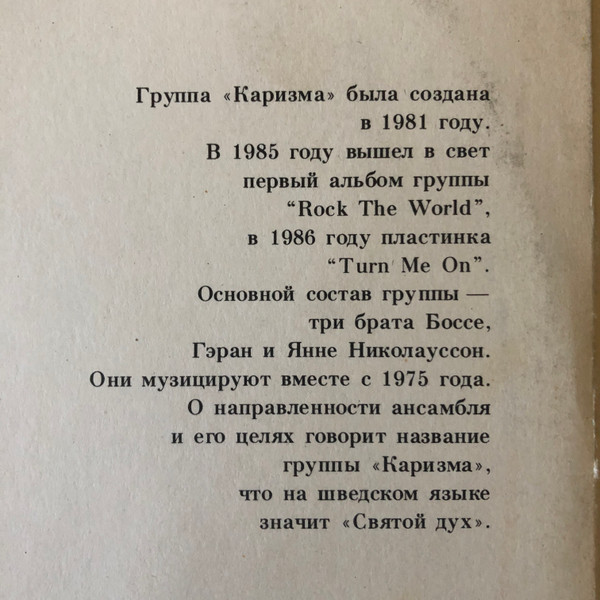 Группа «Каризма» была создана
в 1981 году.
В 1985 году вышел в свет
первый альбом группы
“Rock The World”,
в 1986 году пластинка
“Turn Me On”.
Основной состав группы —
три брата Боссе,
Гэран и Янне Николауссон.
Они музицируют вместе с 1975 года.
О направленности ансамбля
и его целях говорит название
группы «Каризма»,
что на шведском языке
значит «Святой дух».